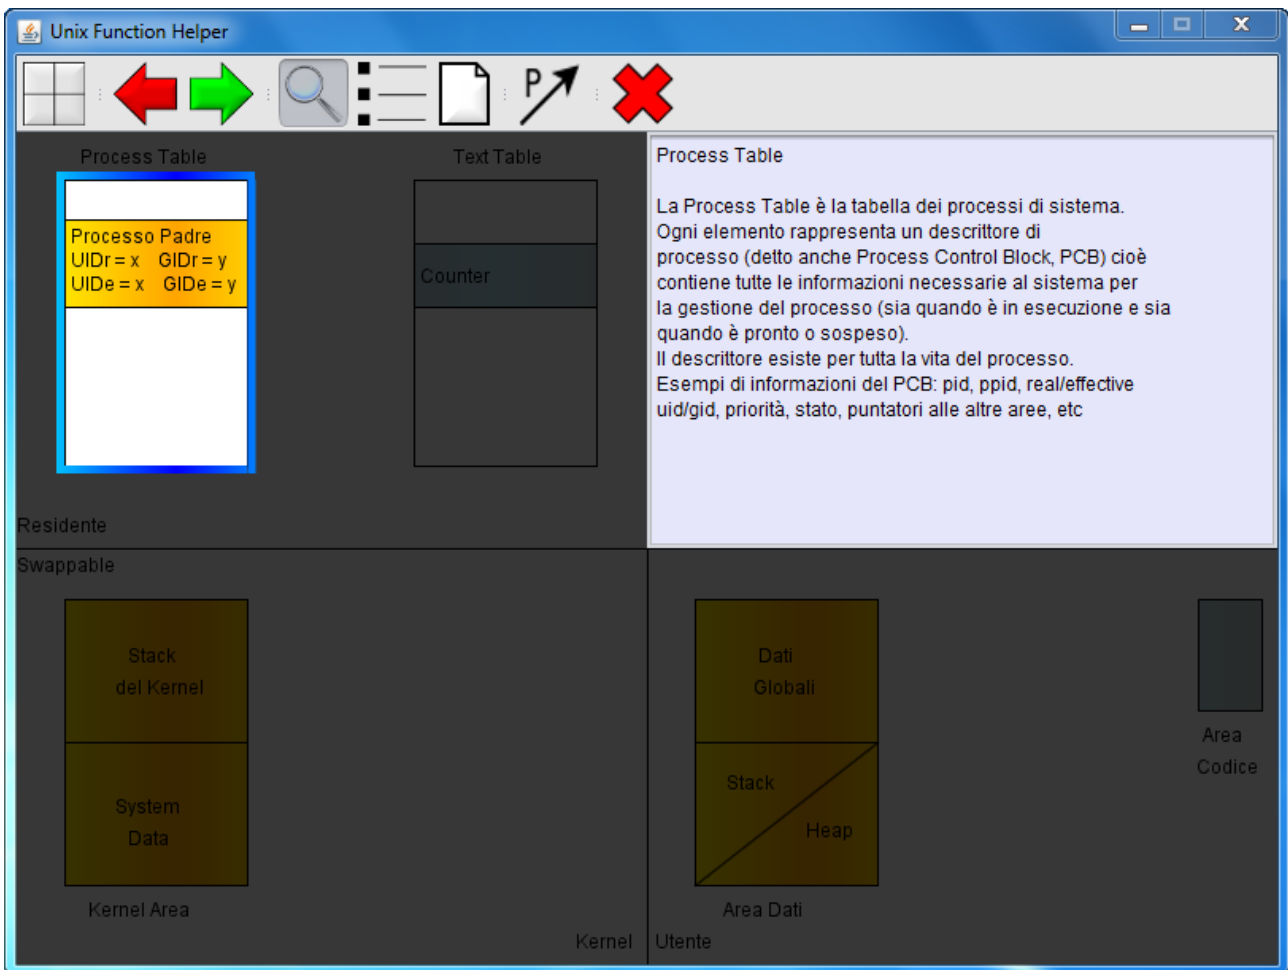 Unix Function Helper
P
Process Table
Text Table
Processo Padre
UIDr = x GIDr = y
UIDe = x GIDe = y
Counter
Residente
Process Table
La Process Table è la tabella dei processi di sistema.
Ogni elemento rappresenta un descrittore di
processo (detto anche Process Control Block, PCB) cioè
contiene tutte le informazioni necessarie al sistema per
la gestione del processo (sia quando è in esecuzione e sia
quando è pronto o sospeso).
Il descrittore esiste per tutta la vita del processo.
Esempi di informazioni del PCB: pid, ppid, real/effective
uid/gid, priorità, stato, puntatori alle altre aree, etc
Swappable
Stack
del Kernel
System
Data
Kernel Area
Kernel
Dati
Globali
Stack
Heap
Area Dati
Utente
Area
Codice